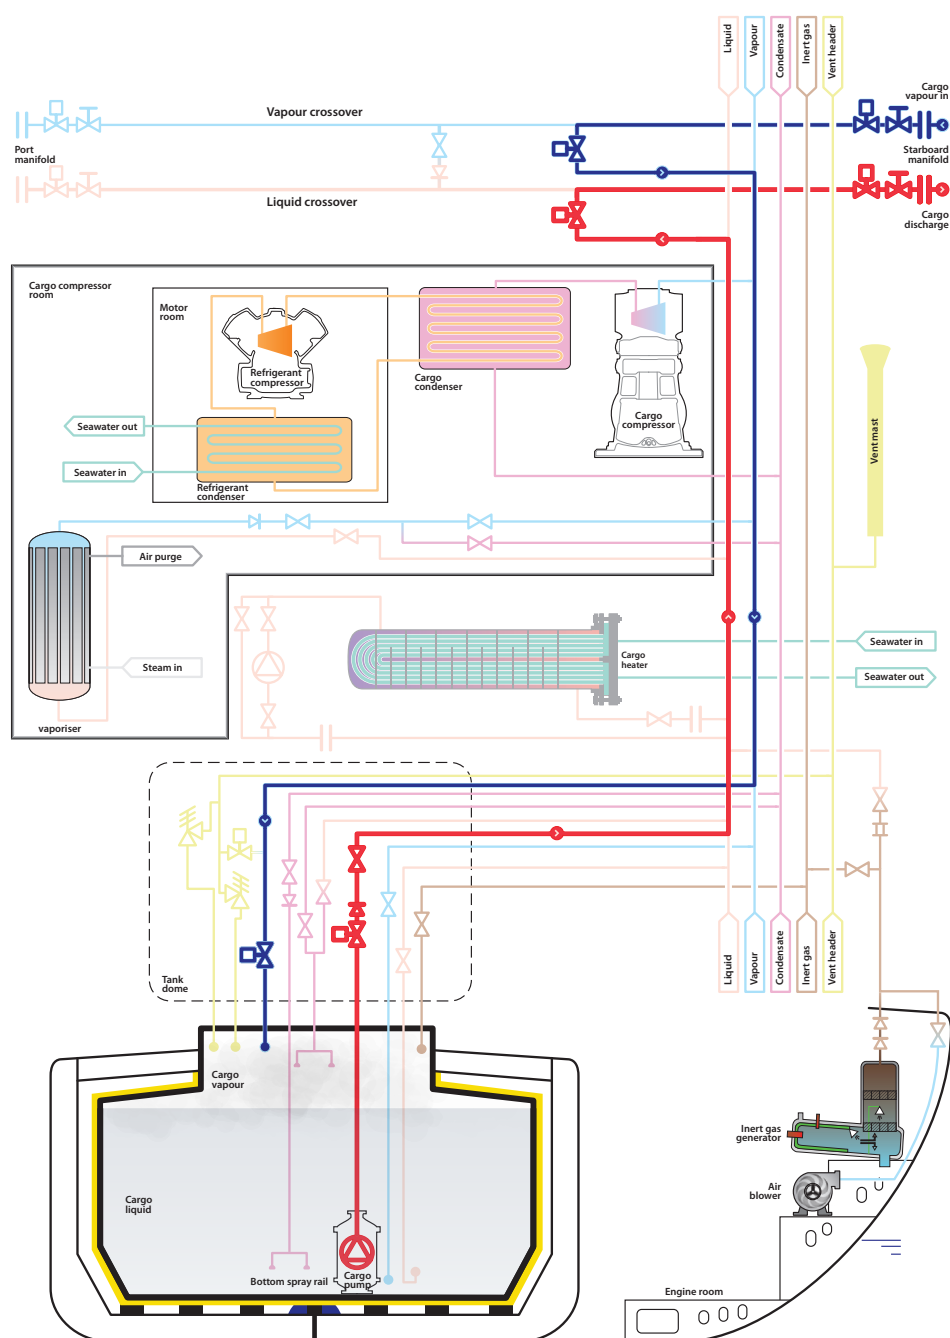 Liquid
Vapour
Condensate
Inert gas
Vent header
Cargo
vapour in
Vapour crossover
Port
manifold
Starboard
manifold
Liquid crossover
Cargo
discharge
Cargo compressor
room
Motor
room
Refrigerant
compressor
Cargo
condenser
Cargo
compressor
Seawater out
Seawater in
Refrigerant
condenser
Vent mast
Air purge
Steam in
vaporiser
Cargo
heater
Seawater in
Seawater out
Tank
dome
Liquid
Vapour
Condensate
Inert gas
Vent header
Cargo
vapour
Inert gas
generator
Air
blower
Cargo
liquid
Bottom spray rail
Cargo
pump
Engine room